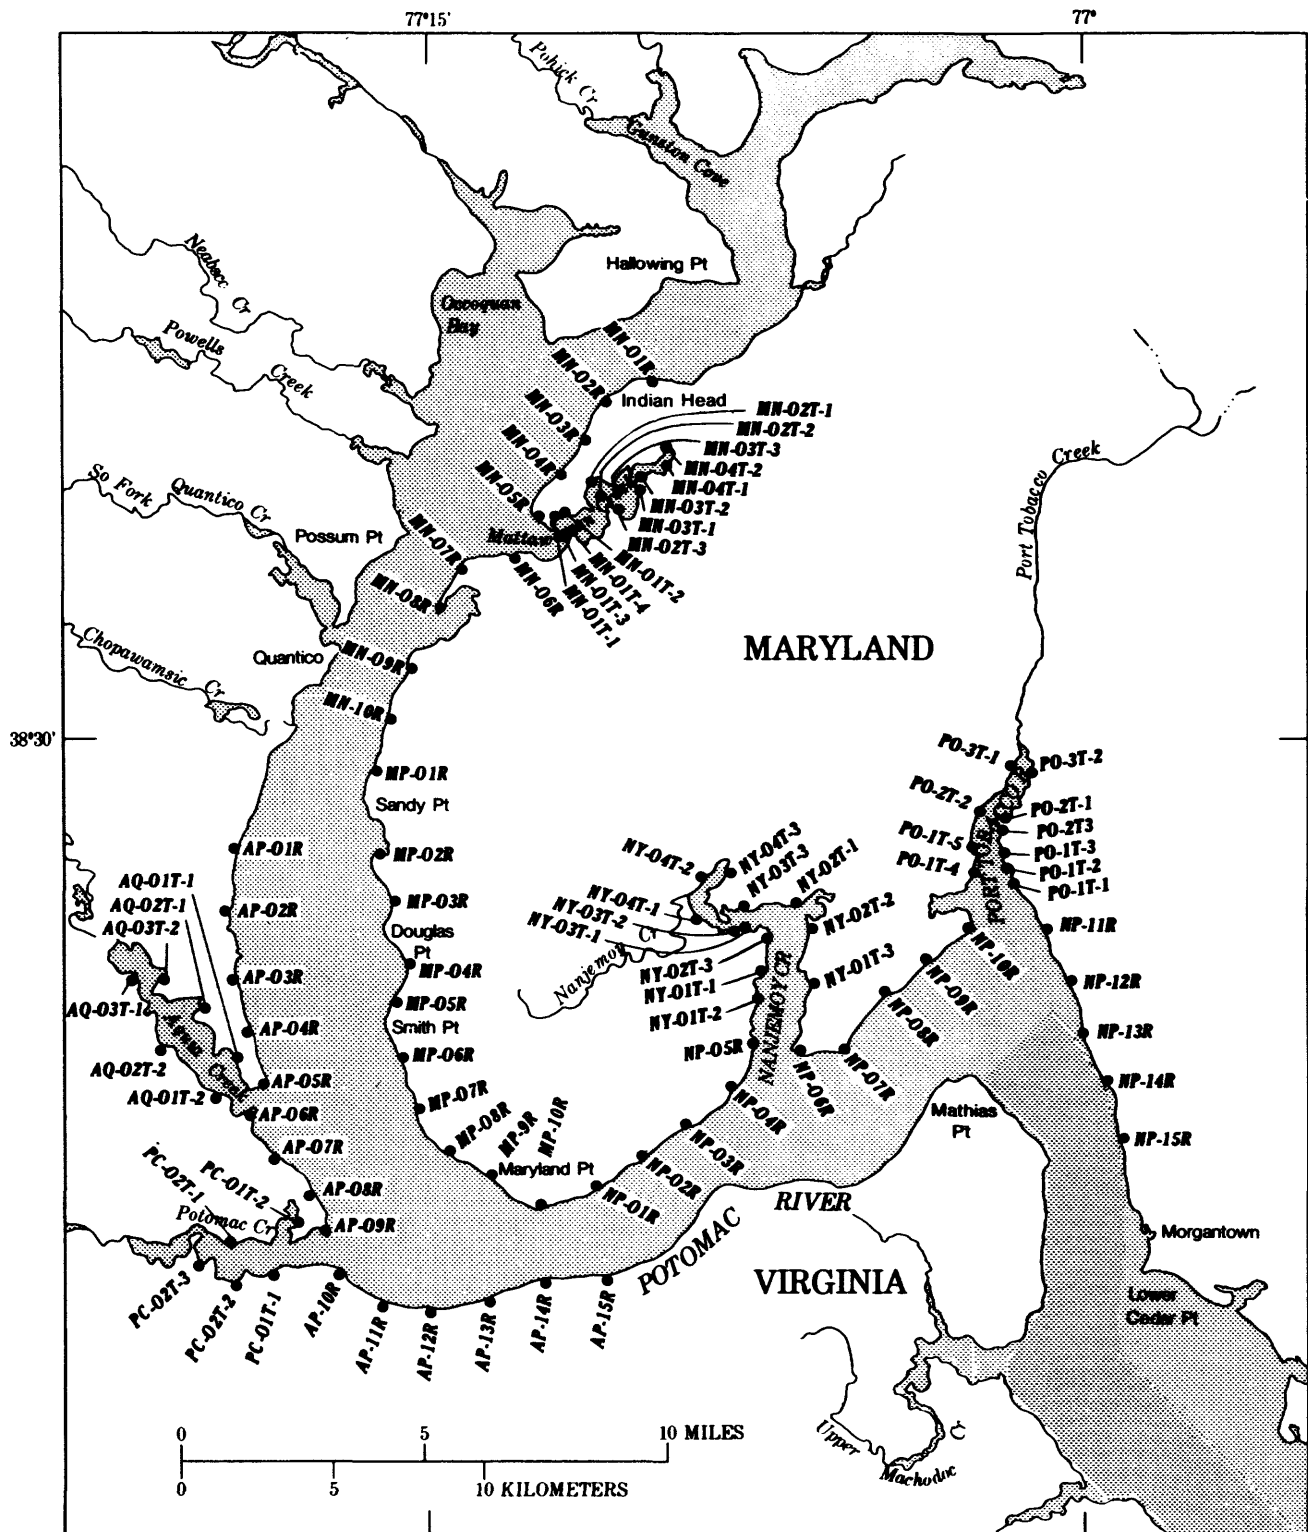 77°15'
77°
Pohick Cr
Gunston Cove
Neabsco Cr
Hallowing Pt
Occoquan
Bay
Powells
Creek
MN-01R
MN-02R
Indian Head
MN-03R
MN-02T-1
MN-02T-2
MN-03T-3
MN-04R
MN-04T-2
MN-04T-1
MN-03T-2
MN-03T-1
MN-02T-3
MN-05R
So Fork
Quantico Cr
Possum Pt
MN-07R
MN-01T-2
MN-01T-4
MN-01T-3
MN-01T-1
MN-06R
MN-08R
Port Tobacco Creek
Chopawamsic Cr
Quantico
MN-09R
MARYLAND
MN-10R
38°30'
MP-01R
Sandy Pt
PO-3T-1
PO-3T-2
PO-2T-2
PO-2T-1
PO-2T3
PO-1T-5
PO-1T-3
PO-1T-4
PO-1T-2
PO-1T-1
AP-01R
MP-02R
NY-04T-2
NY-04T-3
NY-03T-3
NY-02T-1
AQ-01T-1
AQ-02T-1
AQ-03T-2
AP-02R
MP-03R
NY-04T-1
NY-03T-2
NY-03T-1
NY-02T-2
NP-11R
NP-10R
Douglas
Pt
MP-04R
Nanjemoy Cr
NY-02T-3
NY-01T-1
NY-01T-2
NY-01T-3
NANJEMOY CR
NP-09R
NP-08R
NP-12R
AP-03R
MP-05R
AP-04R
Smith Pt
MP-06R
Aquia Creek
AQ-02T-2
AQ-01T-2
NP-05R
NP-06R
NP-07R
NP-13R
NP-14R
AP-05R
AP-06R
MP-07R
NP-04R
Mathias
Pt
NP-15R
AP-07R
MP-08R
MP-9R
MP-10R
NP-03R
Maryland Pt
NP-02R
NP-01R
PC-02T-1
PC-01T-2
AP-08R
Potomac Cr
AP-09R
POTOMAC
RIVER
Morgantown
PC-02T-3
PC-02T-2
PC-01T-1
AP-10R
AP-11R
AP-12R
AP-13R
AP-14R
AP-15R
VIRGINIA
Lower
Cedar Pt
Upper
Machodoc
Cr
0 5 10 MILES
0 5 10 KILOMETERS